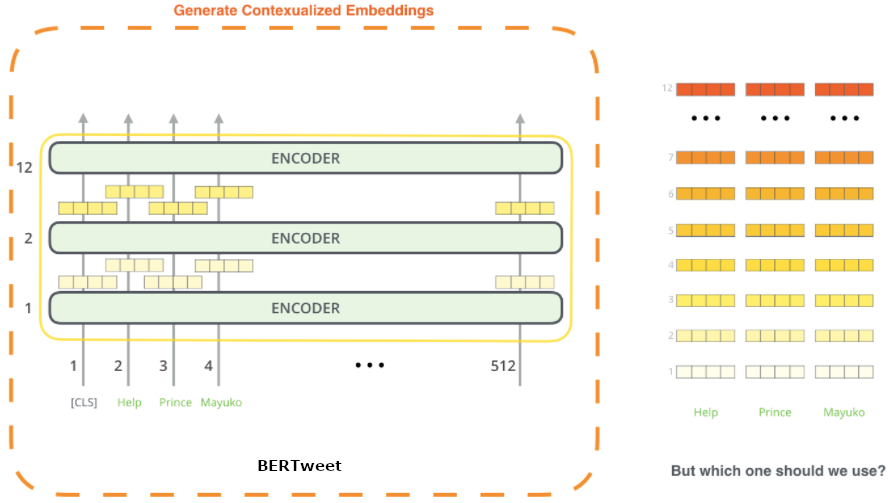 Generate Contexualized Embeddings
12
ENCODER
2
ENCODER
1
ENCODER
1 2 3 4 ••• 512
[CLS] Help Prince Mayuko
BERTweet
12
••• ••• •••
7
6
5
4
3
2
1
Help Prince Mayuko
But which one should we use?